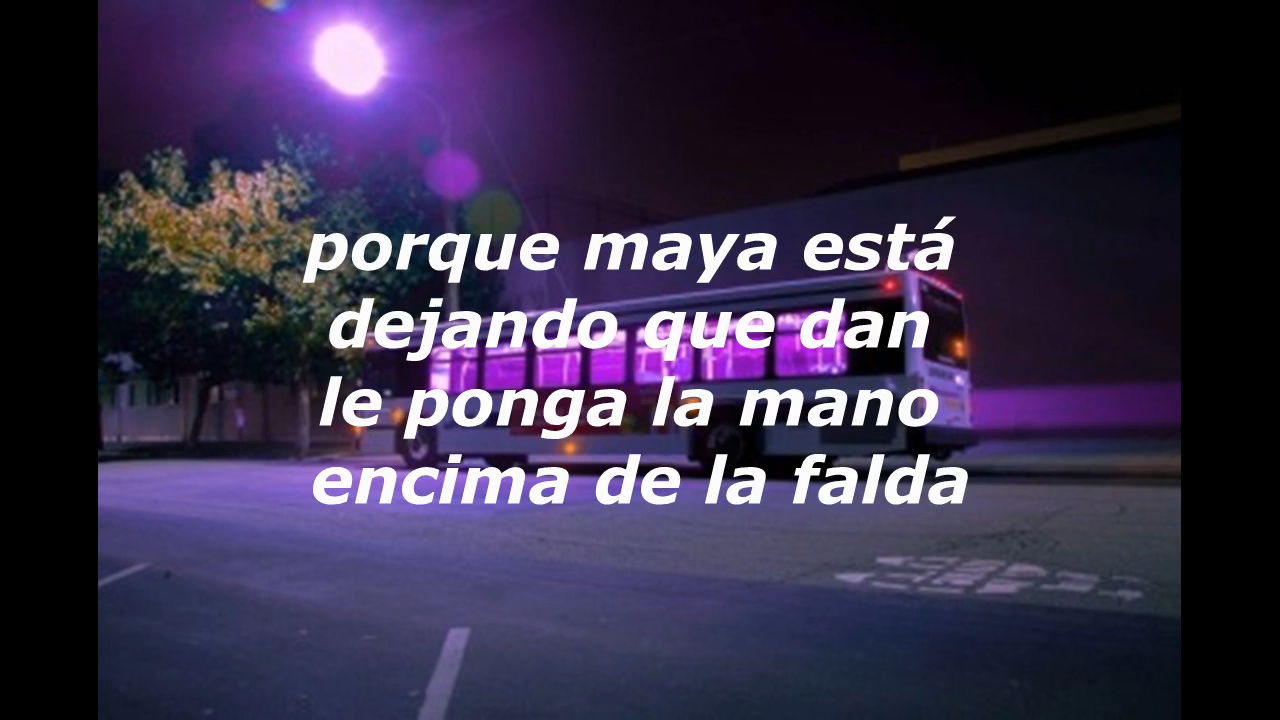 porque maya está
dejando que dan
le ponga la mano
encima de la falda